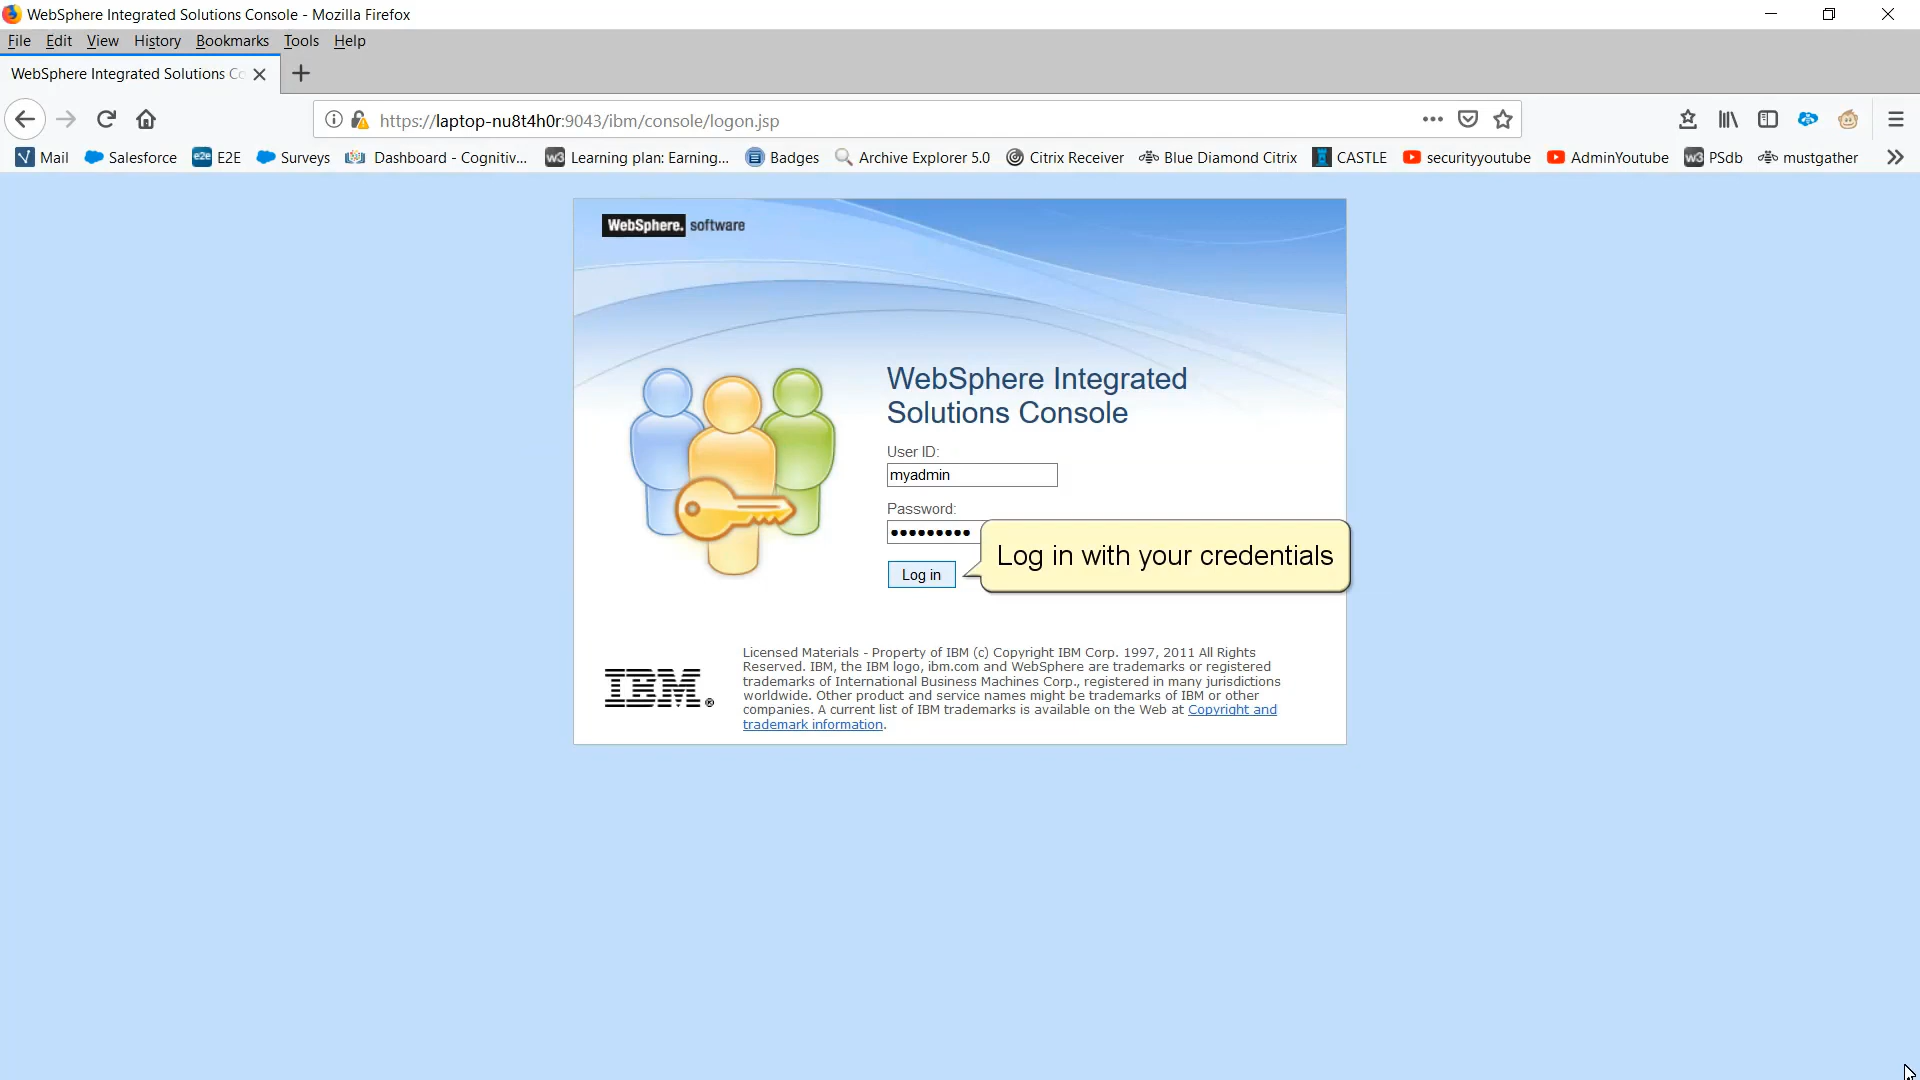 WebSphere Integrated Solutions Console - Mozilla Firefox
File Edit View History Bookmarks Tools Help
WebSphere Integrated Solutions Co
https://laptop-nu8t4h0r:9043/ibm/console/logon.jsp
Mail Salesforce E2E Surveys Dashboard - Cognitiv... Learning plan: Earning... Badges Archive Explorer 5.0 Citrix Receiver Blue Diamond Citrix CASTLE securityyoutube AdminYoutube PSdb mustgather
WebSphere. software
WebSphere Integrated
Solutions Console
User ID:
myadmin
Password:
•••••••••
Log in with your credentials
Log in
Licensed Materials - Property of IBM (c) Copyright IBM Corp. 1997, 2011 All Rights
Reserved. IBM, the IBM logo, ibm.com and WebSphere are trademarks or registered
trademarks of International Business Machines Corp., registered in many jurisdictions
worldwide. Other product and service names might be trademarks of IBM or other
companies. A current list of IBM trademarks is available on the Web at Copyright and
trademark information.
IBM®